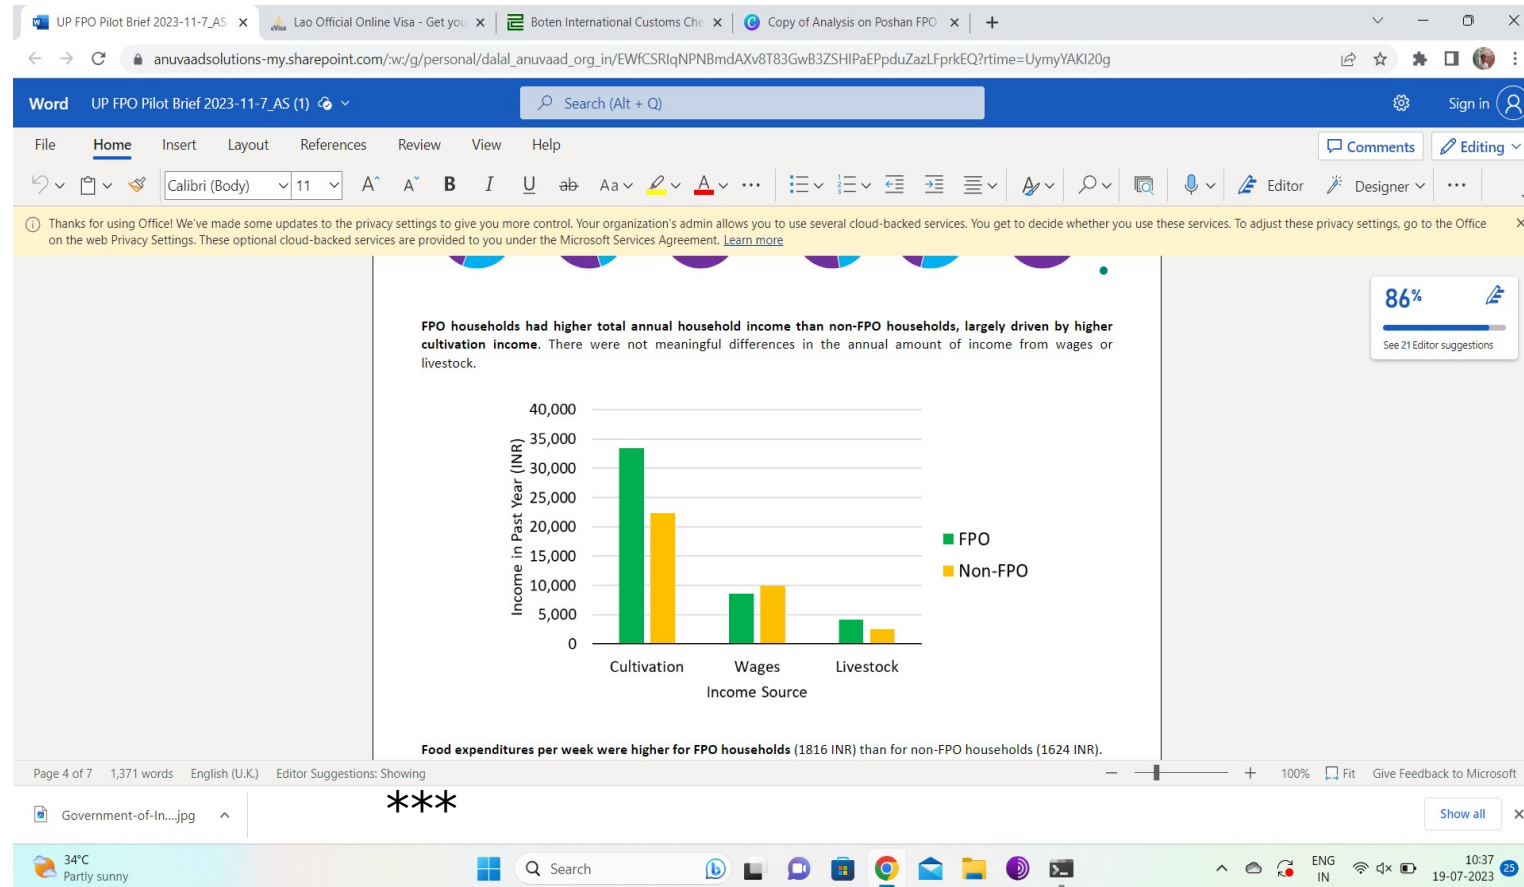 UP FPO Pilot Brief 2023-11-7_AS
Lao Official Online Visa - Get you
Boten International Customs Che
Copy of Analysis on Poshan FPO
anuvaadsolutions-my.sharepoint.com/:w:/g/personal/dalal_anuvaad_org_in/EWfCSRIqNPNBmdAXv8T83GwB3ZSHIPaEPpduZazLFprkEQ?rtime=UymyYAKI20g
Word UP FPO Pilot Brief 2023-11-7_AS (1) Search (Alt + Q) Sign in
File Home Insert Layout References Review View Help Comments Editing
Calibri (Body) 11 A A B I U ab Aa A Editor Designer
Thanks for using Office! We've made some updates to the privacy settings to give you more control. Your organization's admin allows you to use several cloud-backed services. You get to decide whether you use these services. To adjust these privacy settings, go to the Office
on the web Privacy Settings. These optional cloud-backed services are provided to you under the Microsoft Services Agreement. Learn more
86%
See 21 Editor suggestions
FPO households had higher total annual household income than non-FPO households, largely driven by higher
cultivation income. There were not meaningful differences in the annual amount of income from wages or
livestock.
Income in Past Year (INR)
40,000
35,000
30,000
25,000
20,000
15,000
10,000
5,000
0
Cultivation Wages Livestock
Income Source
FPO
Non-FPO
Food expenditures per week were higher for FPO households (1816 INR) than for non-FPO households (1624 INR).
Page 4 of 7 1,371 words English (U.K.) Editor Suggestions: Showing 100% Fit Give Feedback to Microsoft
Government-of-In....jpg
***
Show all
34°C
Partly sunny
Search
ENG
IN
10:37
19-07-2023
25